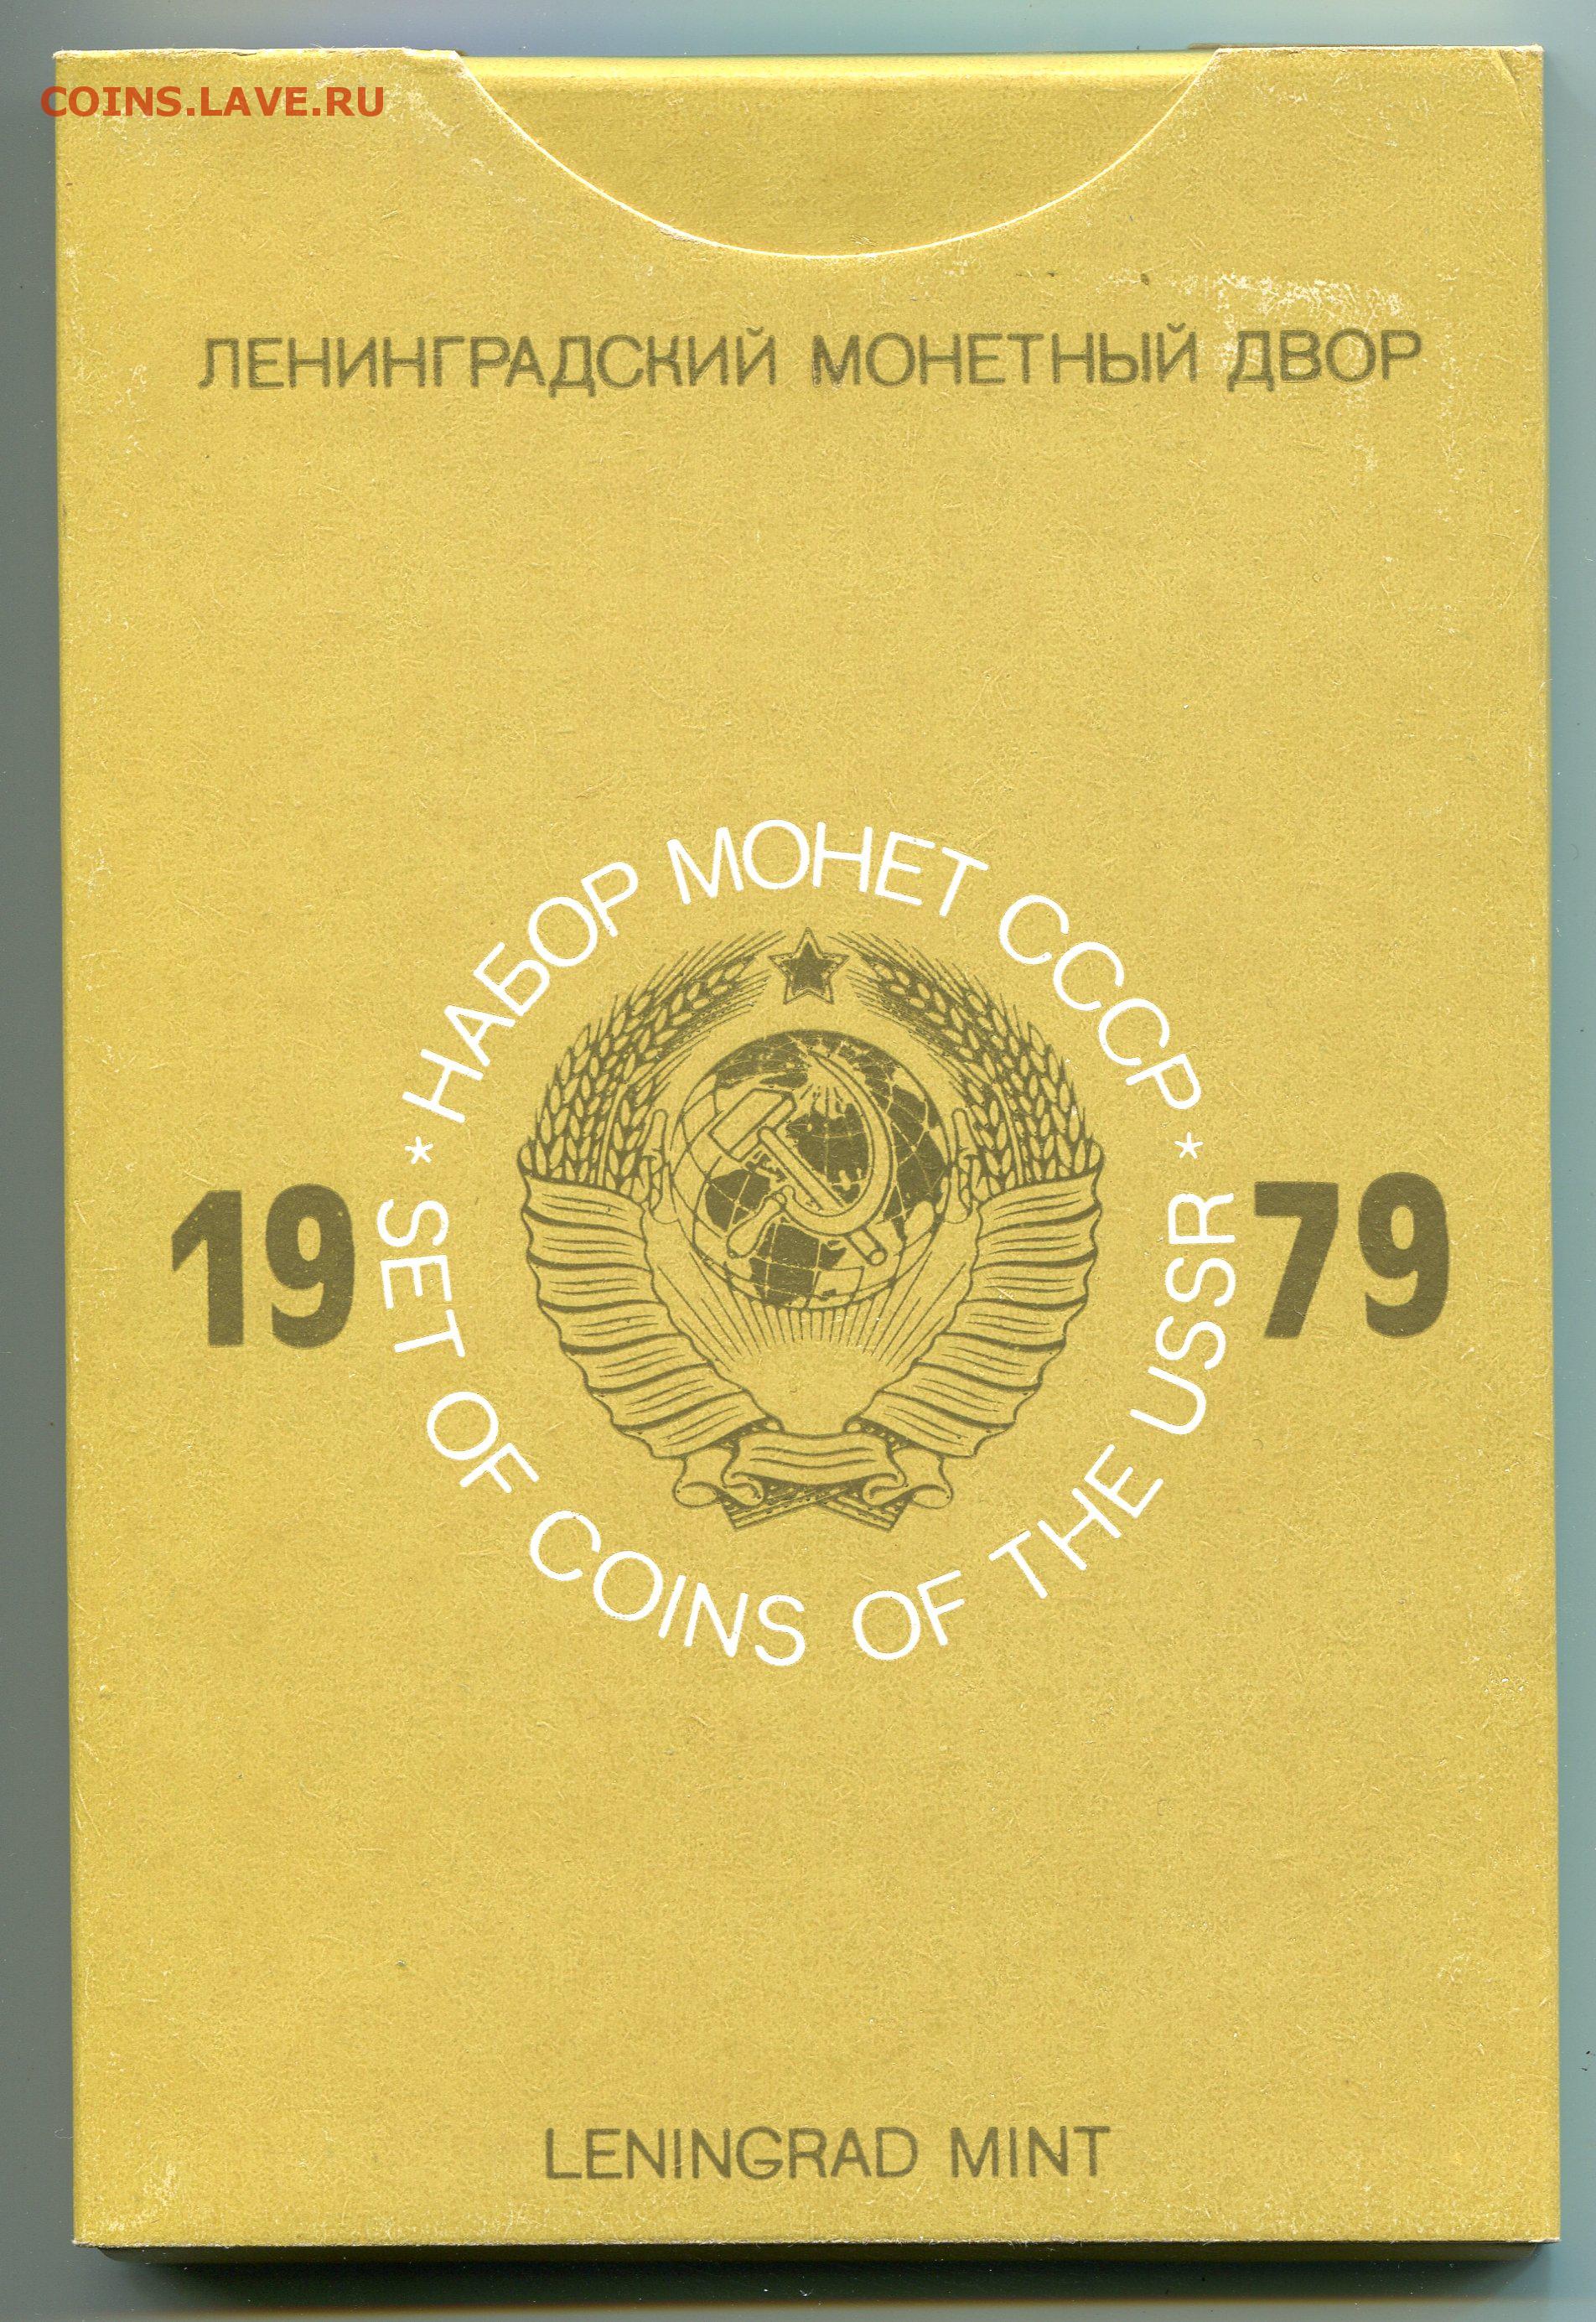 COINS.LAVE.RU
ЛЕНИНГРАДСКИЙ МОНЕТНЫЙ ДВОР
* НАБОР МОНЕТ СССР *
19 79
SET OF COINS OF THE USSR
LENINGRAD MINT